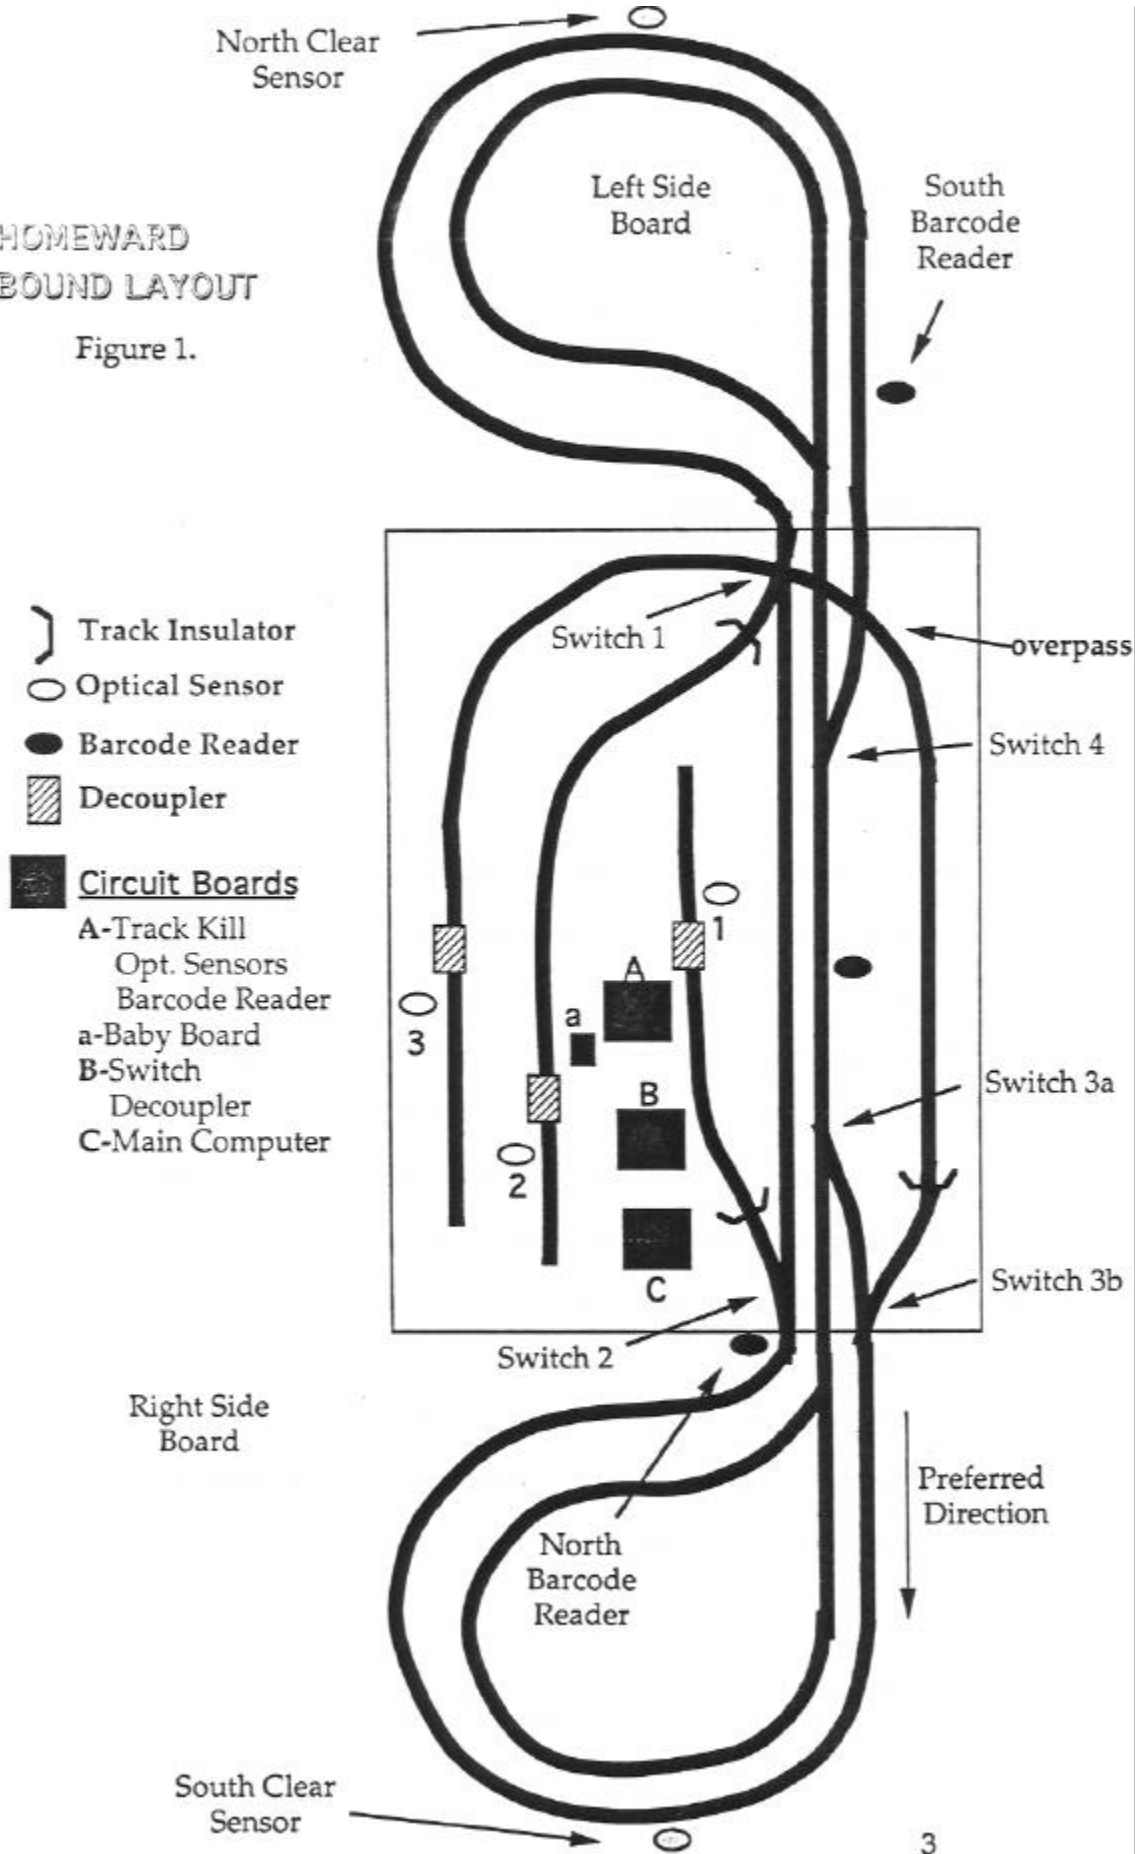 North Clear
Sensor
HOMEWARD
BOUND LAYOUT
Figure 1.
Left Side
Board
South
Barcode
Reader
Switch 1
overpass
Switch 4
Track Insulator
Optical Sensor
Barcode Reader
Decoupler
Circuit Boards
A-Track Kill
Opt. Sensors
Barcode Reader
a-Baby Board
B-Switch
Decoupler
C-Main Computer
1
A
3
a
B
2
C
Switch 3a
Switch 3b
Switch 2
Right Side
Board
Preferred
Direction
North
Barcode
Reader
South Clear
Sensor
3